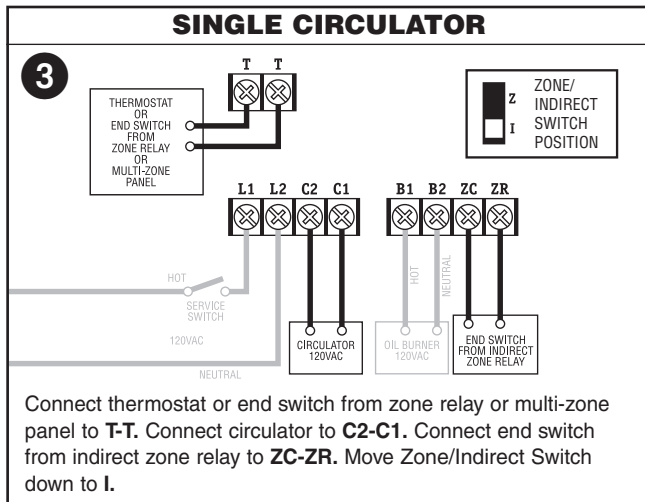 SINGLE CIRCULATOR
3
T T
THERMOSTAT
OR
END SWITCH
FROM
ZONE RELAY
OR
MULTI-ZONE
PANEL
Z
I
ZONE/
INDIRECT
SWITCH
POSITION
L1 L2 C2 C1
B1 B2 ZC ZR
HOT
SERVICE
SWITCH
120VAC
NEUTRAL
CIRCULATOR
120VAC
HOT
NEUTRAL
OIL BURNER
120VAC
END SWITCH
FROM INDIRECT
ZONE RELAY
Connect thermostat or end switch from zone relay or multi-zone
panel to T-T. Connect circulator to C2-C1. Connect end switch
from indirect zone relay to ZC-ZR. Move Zone/Indirect Switch
down to I.